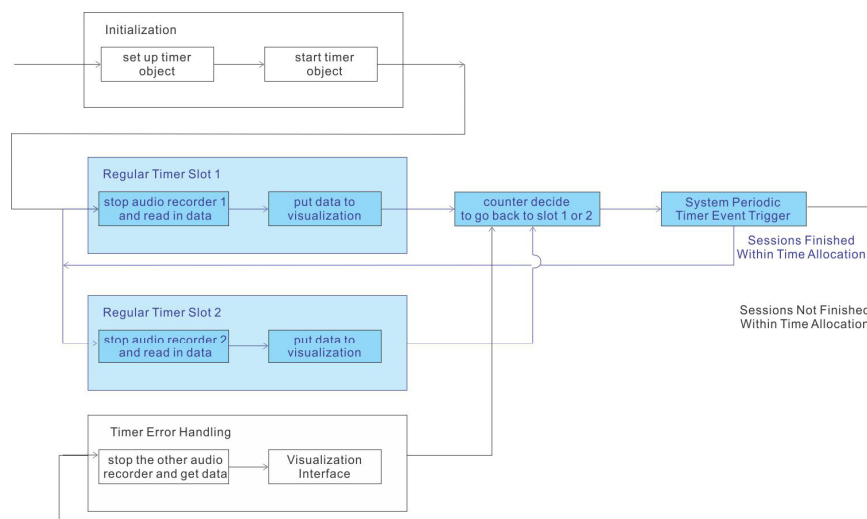 Initialization
set up timer
object
start timer
object
Regular Timer Slot 1
stop audio recorder 1
and read in data
put data to
visualization
counter decide
to go back to slot 1 or 2
System Periodic
Timer Event Trigger
Sessions Finished
Within Time Allocation
Regular Timer Slot 2
stop audio recorder 2
and read in data
put data to
visualization
Sessions Not Finished
Within Time Allocation
Timer Error Handling
stop the other audio
recorder and get data
Visualization
Interface